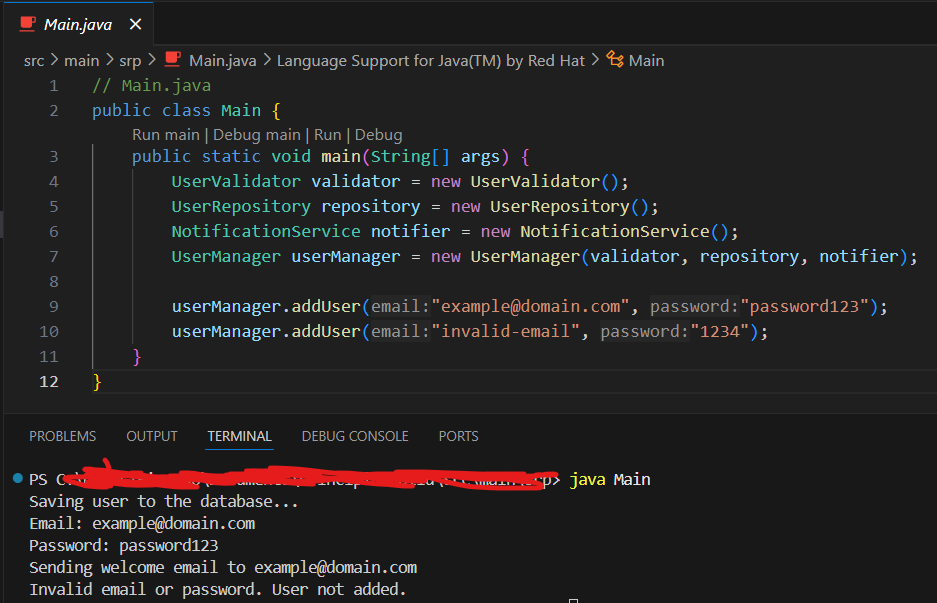 Main.java ×
src > main > srp > Main.java > Language Support for Java(TM) by Red Hat > Main
1 // Main.java
2 public class Main {
Run main | Debug main | Run | Debug
3 public static void main(String[] args) {
4 UserValidator validator = new UserValidator();
5 UserRepository repository = new UserRepository();
6 NotificationService notifier = new NotificationService();
7 UserManager userManager = new UserManager(validator, repository, notifier);
8
9 userManager.addUser(email:"example@domain.com", password:"password123");
10 userManager.addUser(email:"invalid-email", password:"1234");
11 }
12 }
PROBLEMS OUTPUT TERMINAL DEBUG CONSOLE PORTS
PS > java Main
Saving user to the database...
Email: example@domain.com
Password: password123
Sending welcome email to example@domain.com
Invalid email or password. User not added.